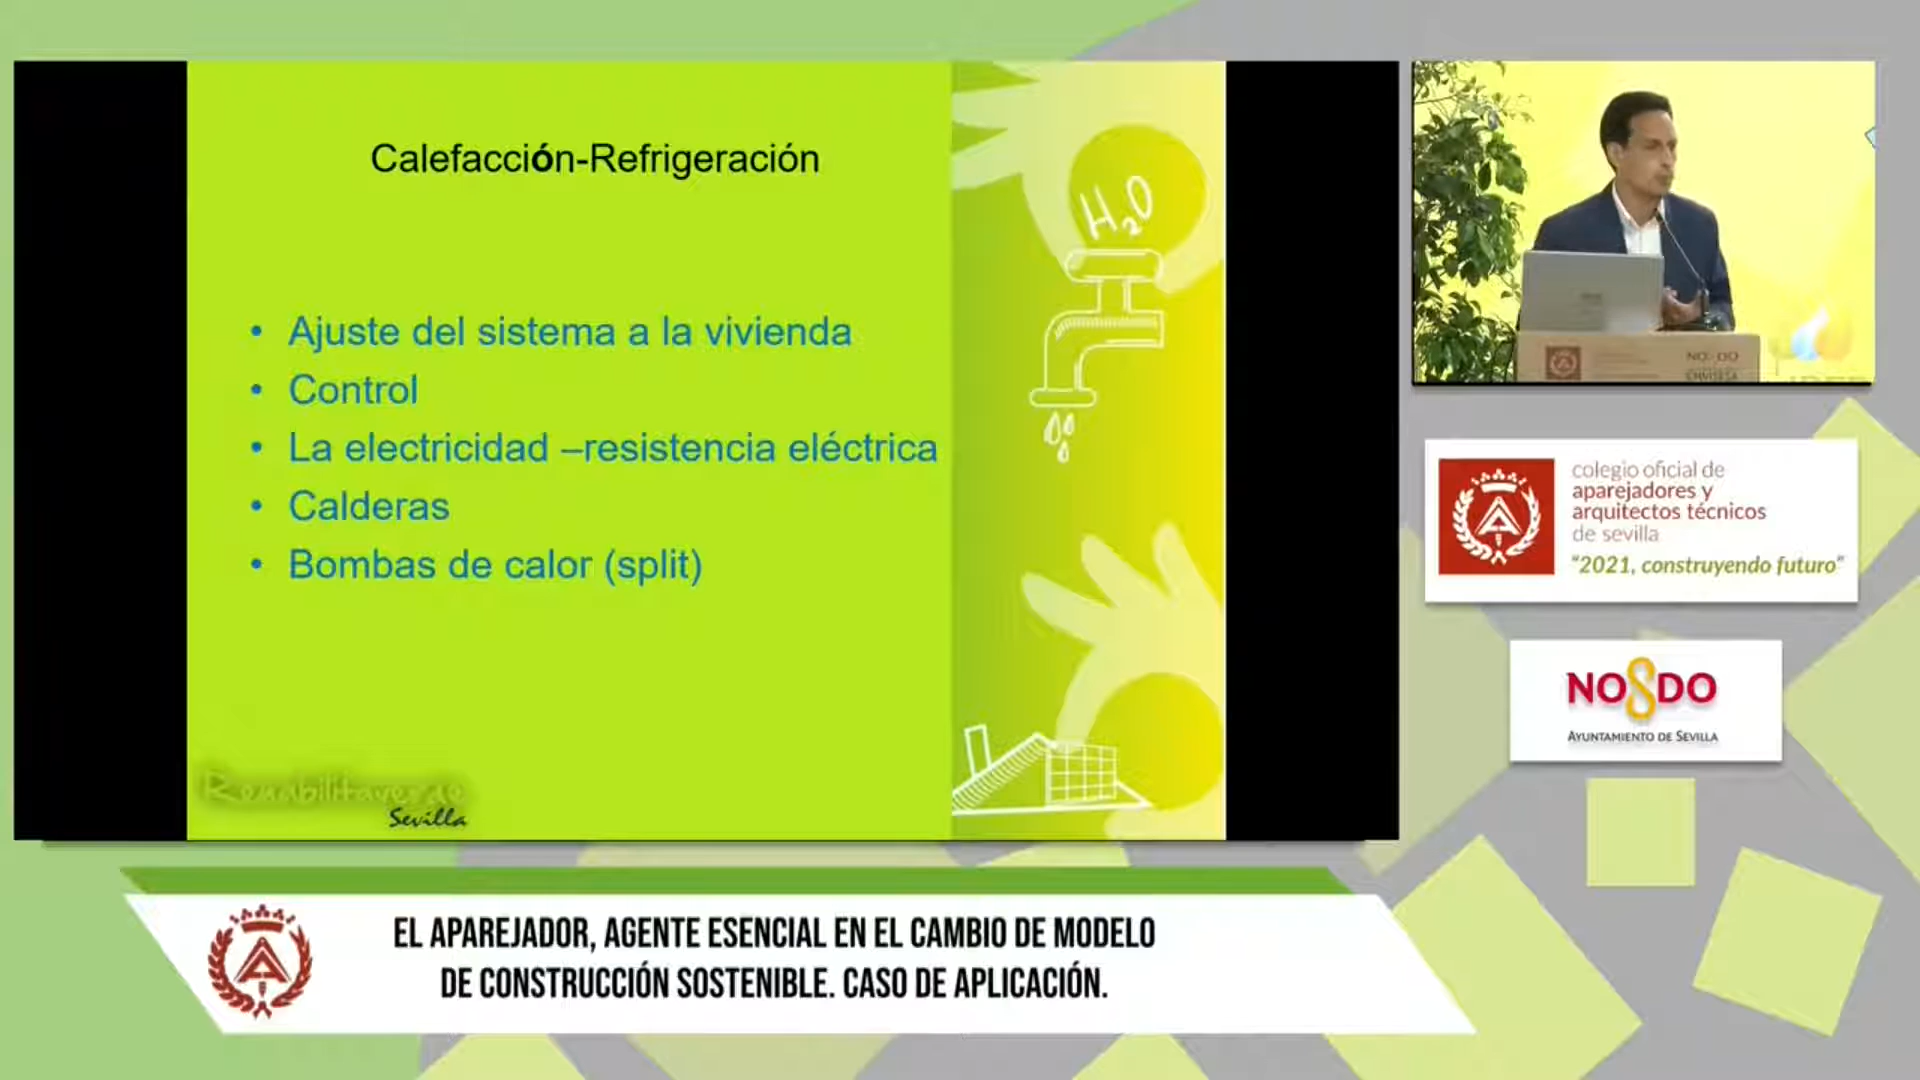 Calefacción-Refrigeración
• Ajuste del sistema a la vivienda
• Control
• La electricidad –resistencia eléctrica
• Calderas
• Bombas de calor (split)
H₂O
Sevilla
NO8DO
colegio oficial de
aparejadores y
arquitectos técnicos
de sevilla
"2021, construyendo futuro"
NO8DO
AYUNTAMIENTO DE SEVILLA
EL APAREJADOR, AGENTE ESENCIAL EN EL CAMBIO DE MODELO
DE CONSTRUCCIÓN SOSTENIBLE. CASO DE APLICACIÓN.